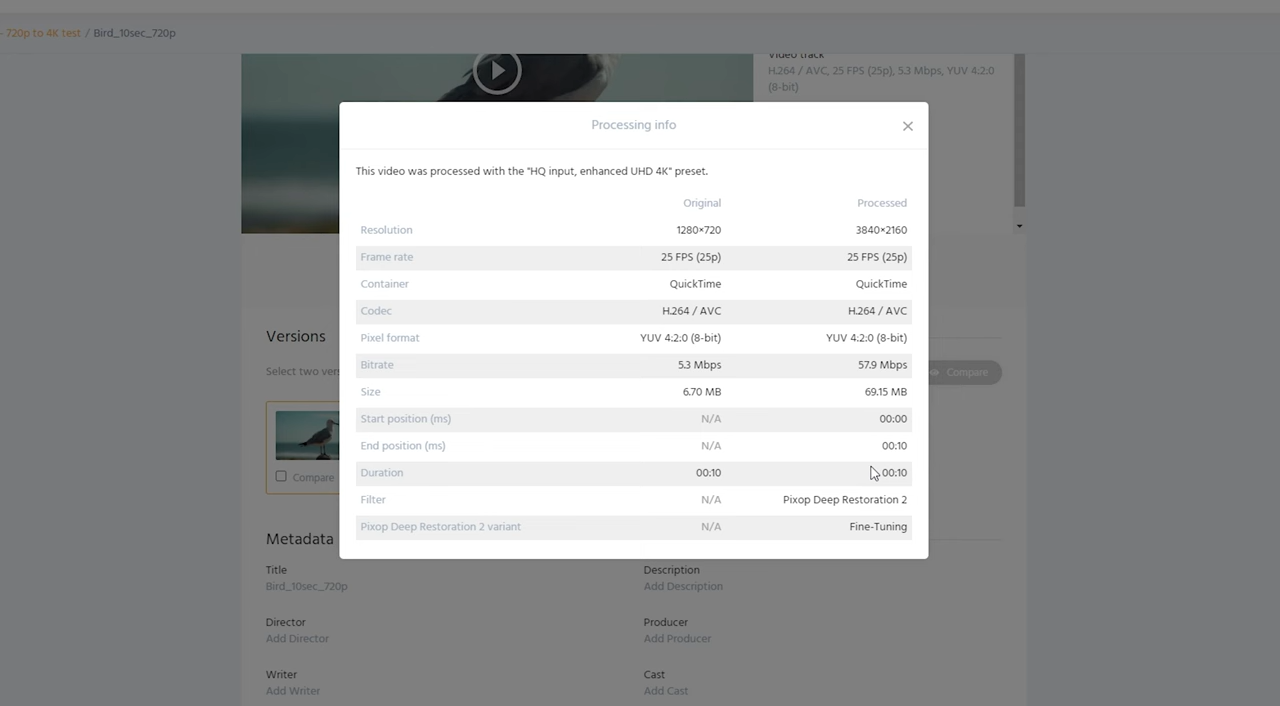 - 720p to 4K test / Bird_10sec_720p
Video track
H.264 / AVC, 25 FPS (25p), 5.3 Mbps, YUV 4:2:0
(8-bit)
Processing info
This video was processed with the "HQ input, enhanced UHD 4K" preset.
Original Processed
Resolution 1280×720 3840×2160
Frame rate 25 FPS (25p) 25 FPS (25p)
Container QuickTime QuickTime
Codec H.264 / AVC H.264 / AVC
Pixel format YUV 4:2:0 (8-bit) YUV 4:2:0 (8-bit)
Bitrate 5.3 Mbps 57.9 Mbps
Size 6.70 MB 69.15 MB
Start position (ms) N/A 00:00
End position (ms) N/A 00:10
Duration 00:10 00:10
Filter N/A Pixop Deep Restoration 2
Pixop Deep Restoration 2 variant N/A Fine-Tuning
Versions
Select two vers
Compare
Compare
Metadata
Title Description
Bird_10sec_720p Add Description
Director Producer
Add Director Add Producer
Writer Cast
Add Writer Add Cast